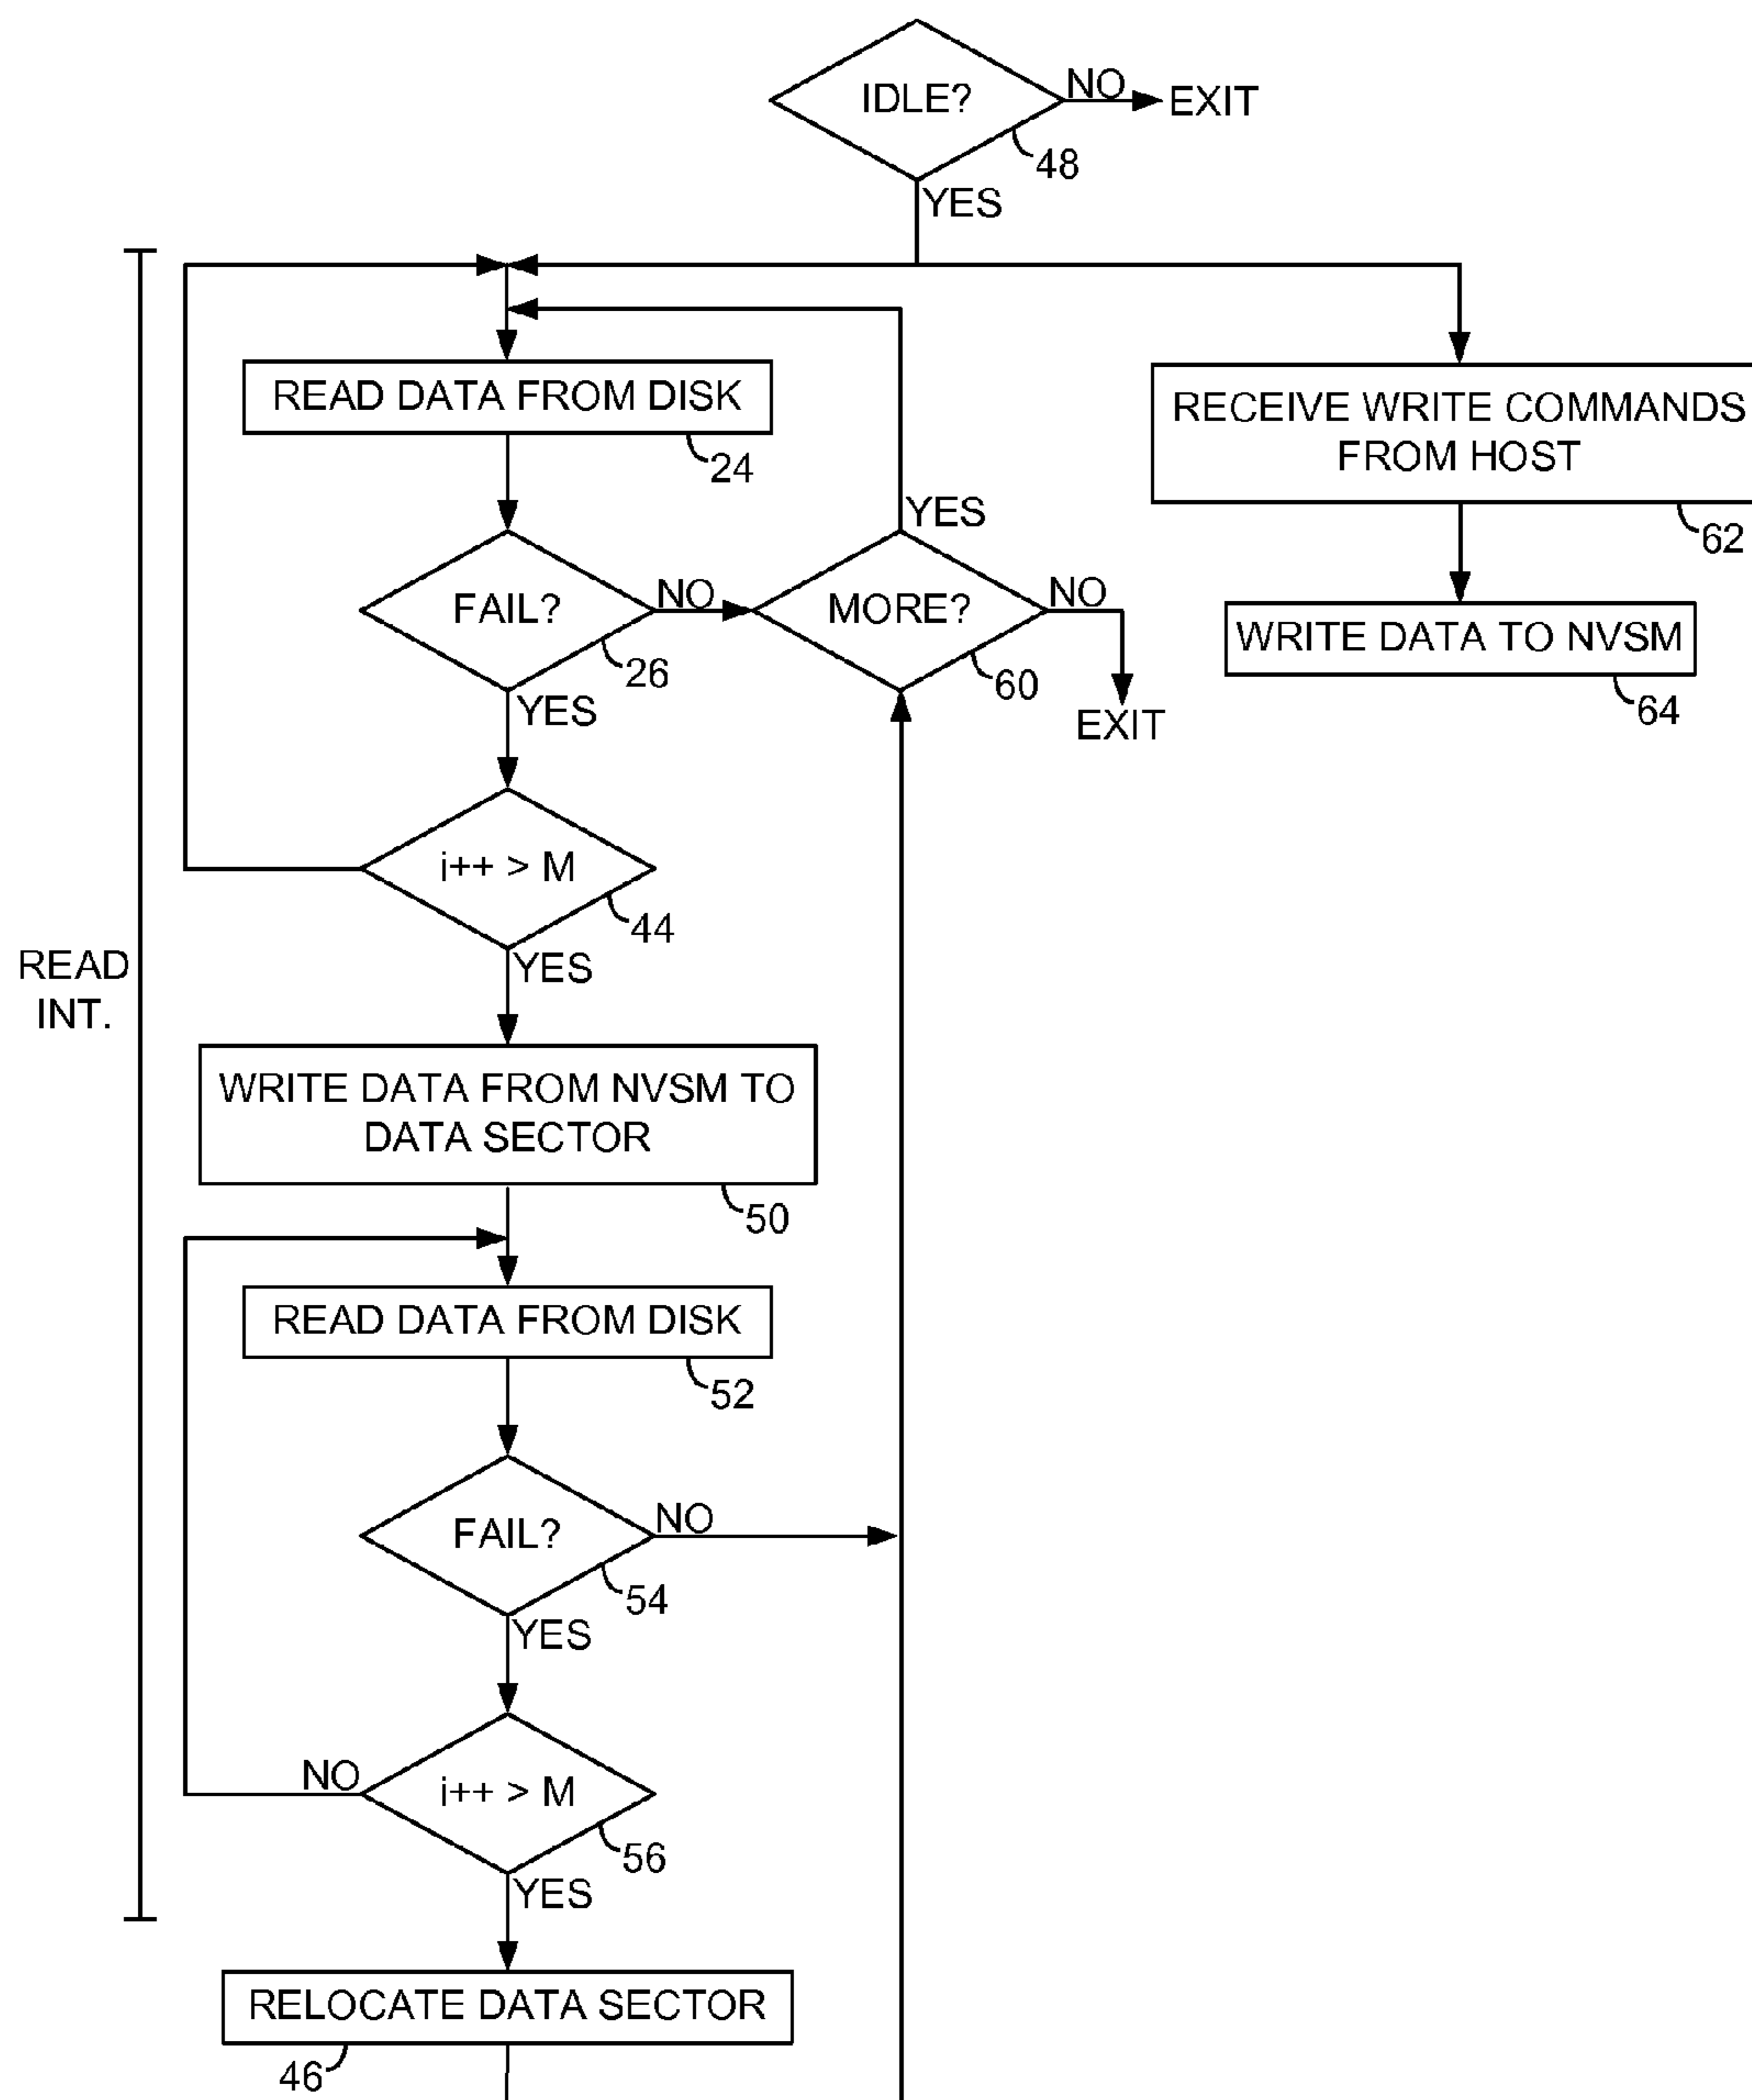 IDLE?
NO
EXIT
48
YES
READ DATA FROM DISK
24
RECEIVE WRITE COMMANDS
FROM HOST
62
YES
FAIL?
NO
26
MORE?
NO
60
EXIT
WRITE DATA TO NVSM
64
YES
i++ > M
44
YES
READ
INT.
WRITE DATA FROM NVSM TO
DATA SECTOR
50
READ DATA FROM DISK
52
FAIL?
NO
54
YES
NO
i++ > M
56
YES
RELOCATE DATA SECTOR
46